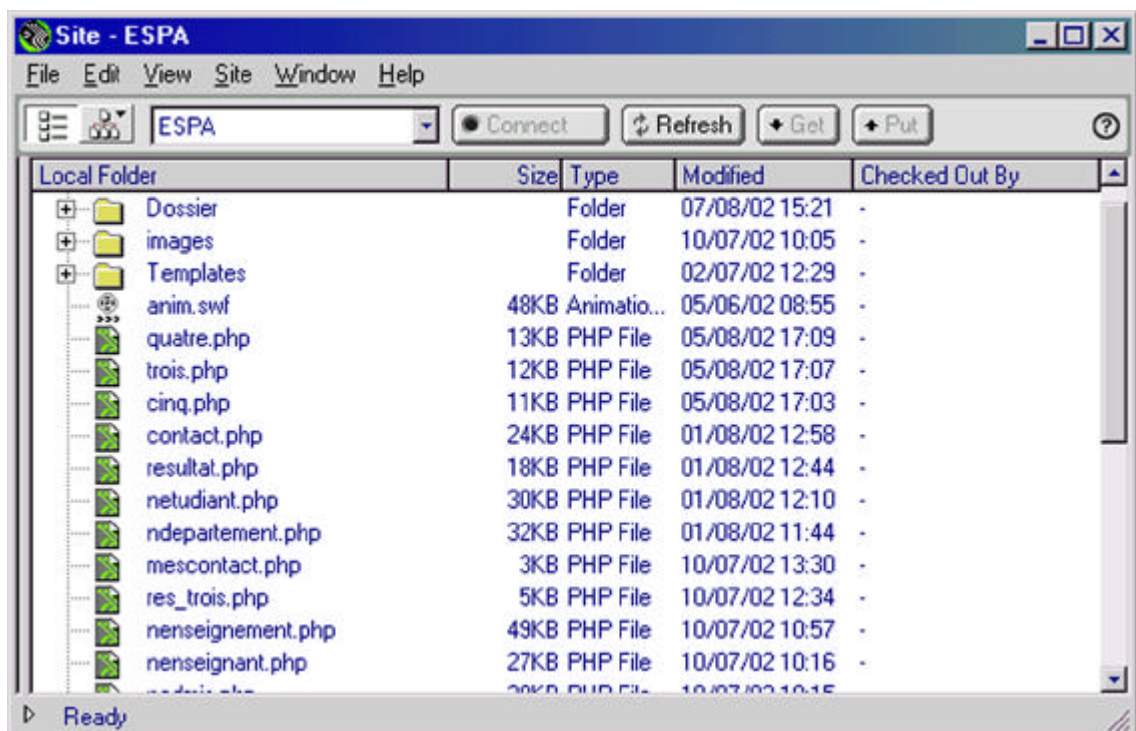 Site - ESPA
File Edit View Site Window Help
ESPA Connect Refresh Get Put
Local Folder Size Type Modified Checked Out By
Dossier Folder 07/08/02 15:21 -
images Folder 10/07/02 10:05 -
Templates Folder 02/07/02 12:29 -
anim.swf 48KB Animatio... 05/06/02 08:55 -
quatre.php 13KB PHP File 05/08/02 17:09 -
trois.php 12KB PHP File 05/08/02 17:07 -
cinq.php 11KB PHP File 05/08/02 17:03 -
contact.php 24KB PHP File 01/08/02 12:58 -
resultat.php 18KB PHP File 01/08/02 12:44 -
netudiant.php 30KB PHP File 01/08/02 12:10 -
ndepartement.php 32KB PHP File 01/08/02 11:44 -
mescontact.php 3KB PHP File 10/07/02 13:30 -
res_trois.php 5KB PHP File 10/07/02 12:34 -
nenseignement.php 49KB PHP File 10/07/02 10:57 -
nenseignant.php 27KB PHP File 10/07/02 10:16 -
PHP File 10/07/02 10:15
Ready